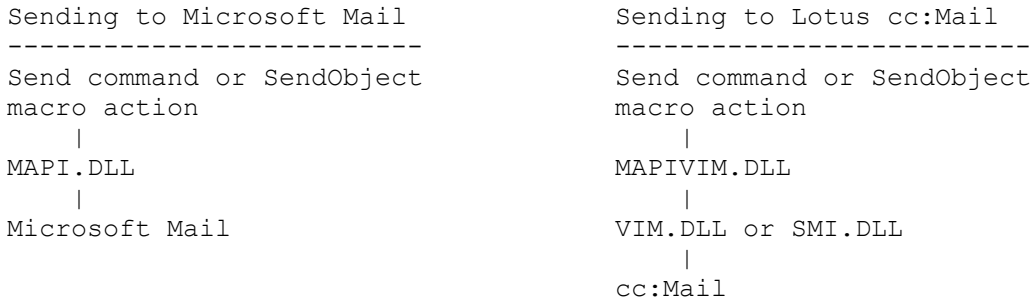 Sending to Microsoft Mail             Sending to Lotus cc:Mail
--------------------------            --------------------------
Send command or SendObject            Send command or SendObject
macro action                          macro action
    |                                     |
MAPI.DLL                              MAPIVIM.DLL
    |                                     |
Microsoft Mail                        VIM.DLL or SMI.DLL
                                          |
                                      cc:Mail